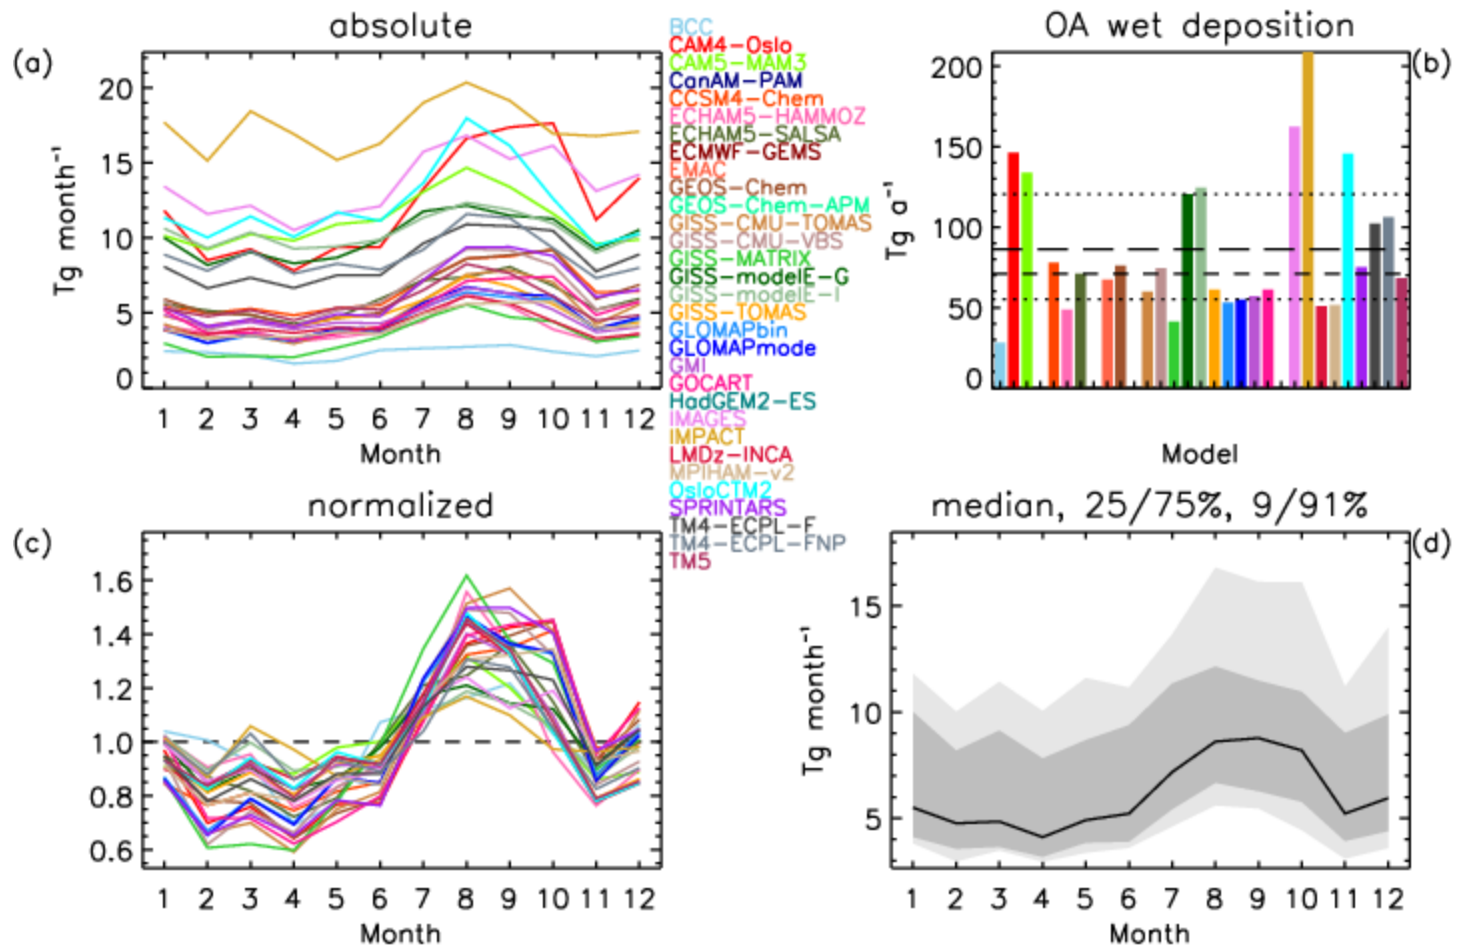 absolute
(a)
Tg month⁻¹
20
15
10
5
0
1 2 3 4 5 6 7 8 9 10 11 12
Month
BCC
CAM4-Oslo
CAM5-MAM3
CanAM-PAM
CCSM4-Chem
ECHAM5-HAMMOZ
ECHAM5-SALSA
ECMWF-GEMS
EMAC
GEOS-Chem
GEOS-Chem-APM
GISS-CMU-TOMAS
GISS-CMU-VBS
GISS-MATRIX
GISS-modelE-G
GISS-modelE-I
GISS-TOMAS
GLOMAPbin
GLOMAPmode
GMI
GOCART
HadGEM2-ES
IMAGES
IMPACT
LMDz-INCA
MPIHAM-v2
OsloCTM2
SPRINTARS
TM4-ECPL-F
TM4-ECPL-FNP
TM5
OA wet deposition
(b)
Tg a⁻¹
200
150
100
50
0
Model
normalized
(c)
1.6
1.4
1.2
1.0
0.8
0.6
1 2 3 4 5 6 7 8 9 10 11 12
Month
median, 25/75%, 9/91%
(d)
Tg month⁻¹
15
10
5
1 2 3 4 5 6 7 8 9 10 11 12
Month